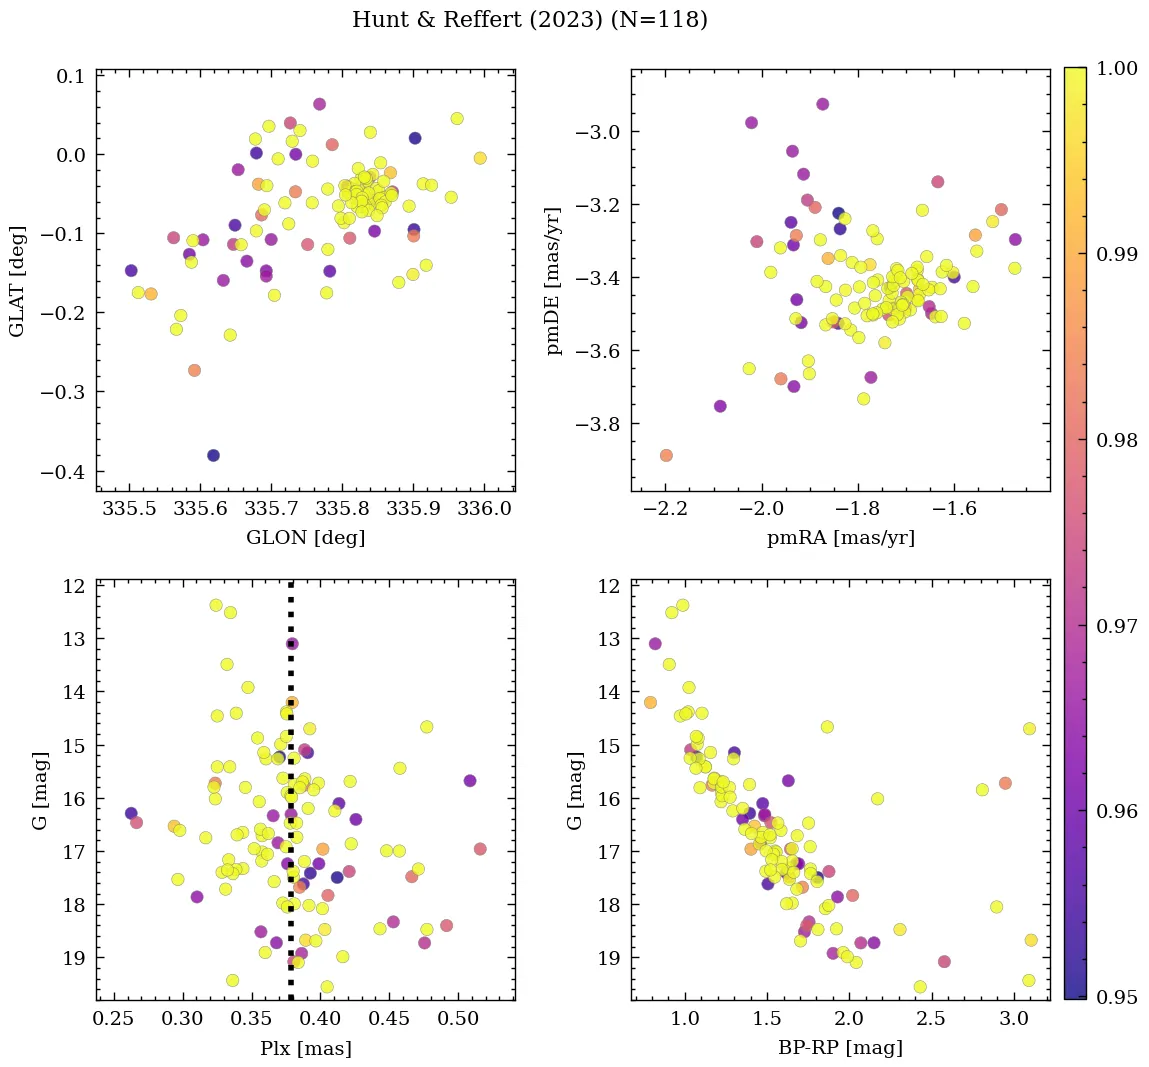 Hunt & Reffert (2023) (N=118)
0.1
0.0
−0.1
−0.2
−0.3
−0.4
GLAT [deg]
335.5 335.6 335.7 335.8 335.9 336.0
GLON [deg]
−3.0
−3.2
−3.4
−3.6
−3.8
pmDE [mas/yr]
−2.2 −2.0 −1.8 −1.6
pmRA [mas/yr]
12
13
14
15
16
17
18
19
G [mag]
0.25 0.30 0.35 0.40 0.45 0.50
Plx [mas]
12
13
14
15
16
17
18
19
G [mag]
1.0 1.5 2.0 2.5 3.0
BP-RP [mag]
1.00
0.99
0.98
0.97
0.96
0.95